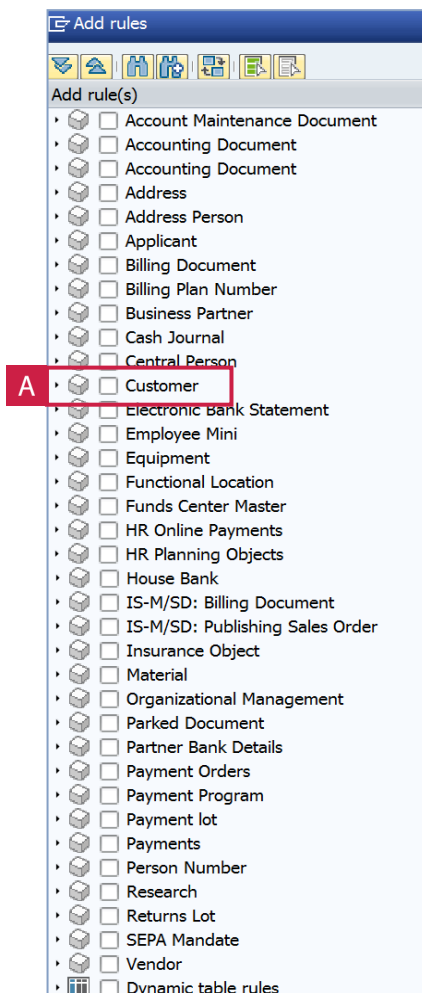 Add rules
Add rule(s)
Account Maintenance Document
Accounting Document
Accounting Document
Address
Address Person
Applicant
Billing Document
Billing Plan Number
Business Partner
Cash Journal
Central Person
A Customer
Electronic Bank Statement
Employee Mini
Equipment
Functional Location
Funds Center Master
HR Online Payments
HR Planning Objects
House Bank
IS-M/SD: Billing Document
IS-M/SD: Publishing Sales Order
Insurance Object
Material
Organizational Management
Parked Document
Partner Bank Details
Payment Orders
Payment Program
Payment lot
Payments
Person Number
Research
Returns Lot
SEPA Mandate
Vendor
Dynamic table rules